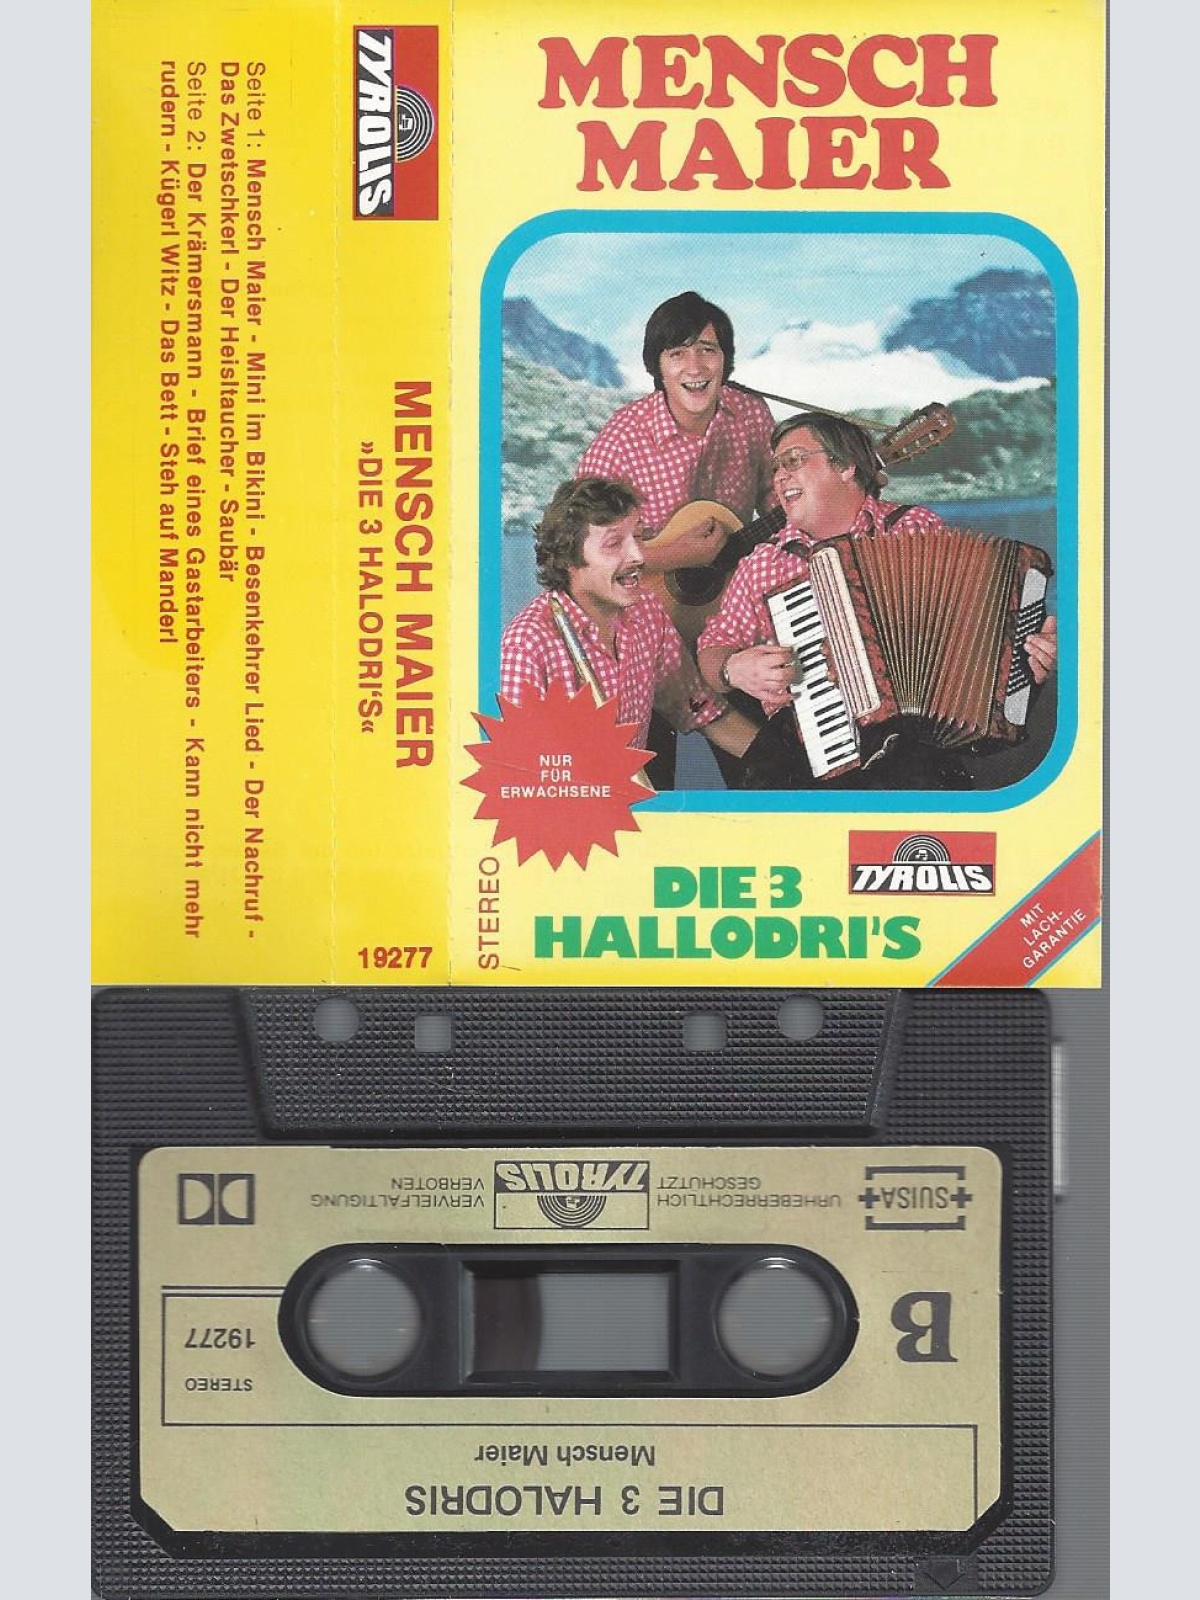 MENSCH
MAIER
NUR
FÜR
ERWACHSENE
STEREO
DIE 3
HALLODRI'S
TYROLIS
MIT
LACH-
GARANTIE
TYROLIS
MENSCH MAIER
»DIE 3 HALODRI'S«
19277
Seite 1: Mensch Maier - Mini im Bikini - Besenkehrer Lied - Der Nachruf -
Das Zwetschkerl - Der Heisltaucher - Saubär
Seite 2: Der Krämersmann - Brief eines Gastarbeiters - Kann nicht mehr
rudern - Kügerl Witz - Das Bett - Steh auf Manderl
DIE 3 HALODRIS
Mensch Maier
STEREO
19277
B
SUISA
URHEBERRECHTLICH
GESCHÜTZT
TYROLIS
VERVIELFÄLTIGUNG
VERBOTEN